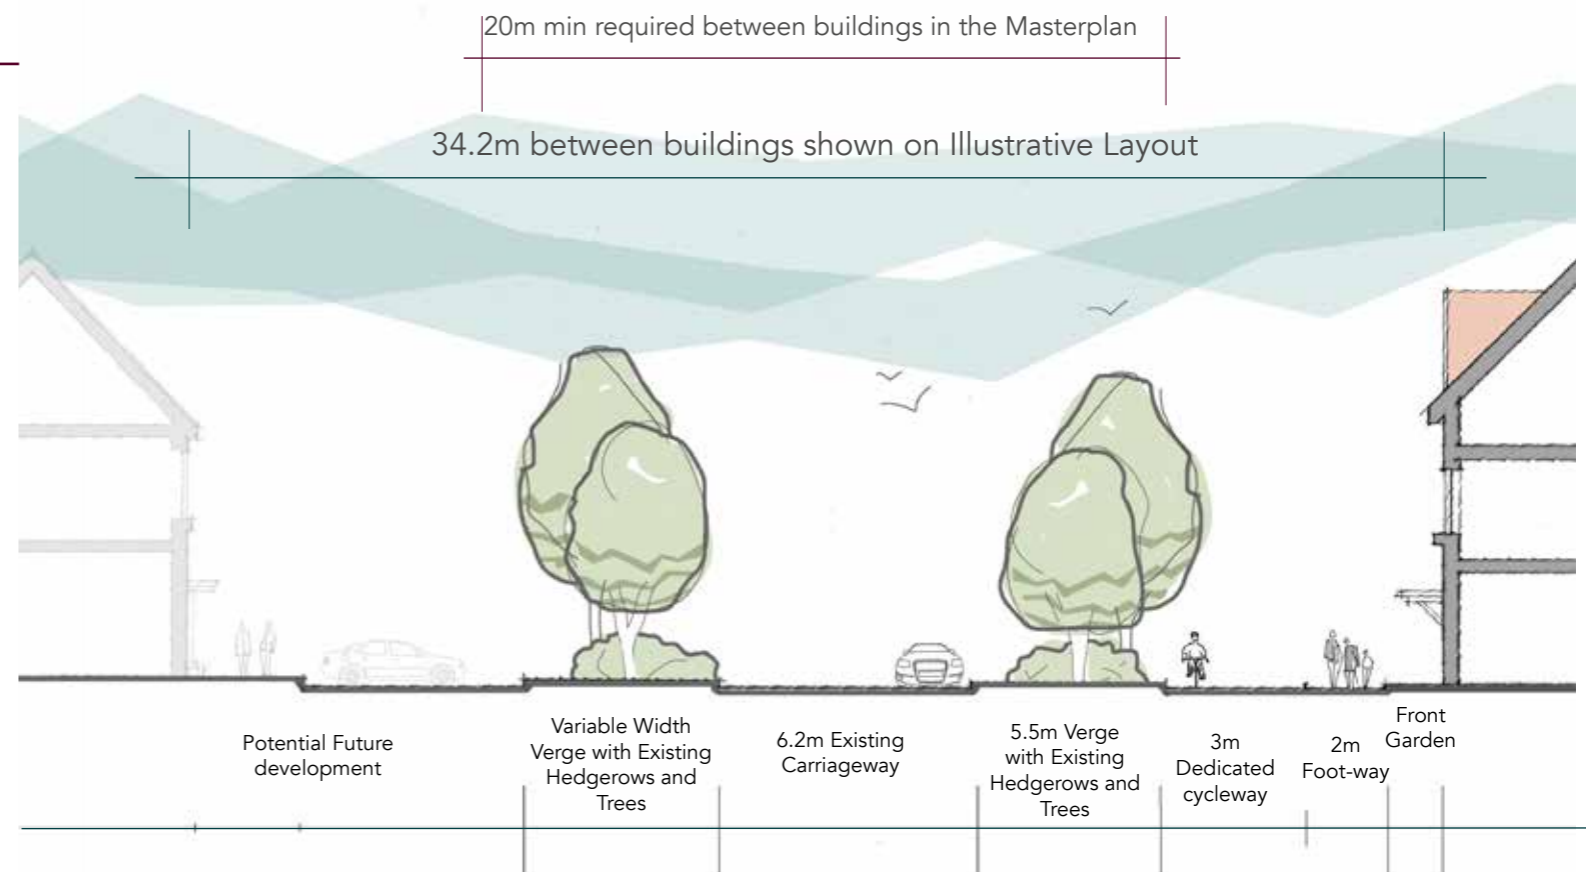 20m min required between buildings in the Masterplan
34.2m between buildings shown on Illustrative Layout
Potential Future
development
Variable Width
Verge with Existing
Hedgerows and
Trees
6.2m Existing
Carriageway
5.5m Verge
with Existing
Hedgerows and
Trees
3m
Dedicated
cycleway
2m
Foot-way
Front
Garden